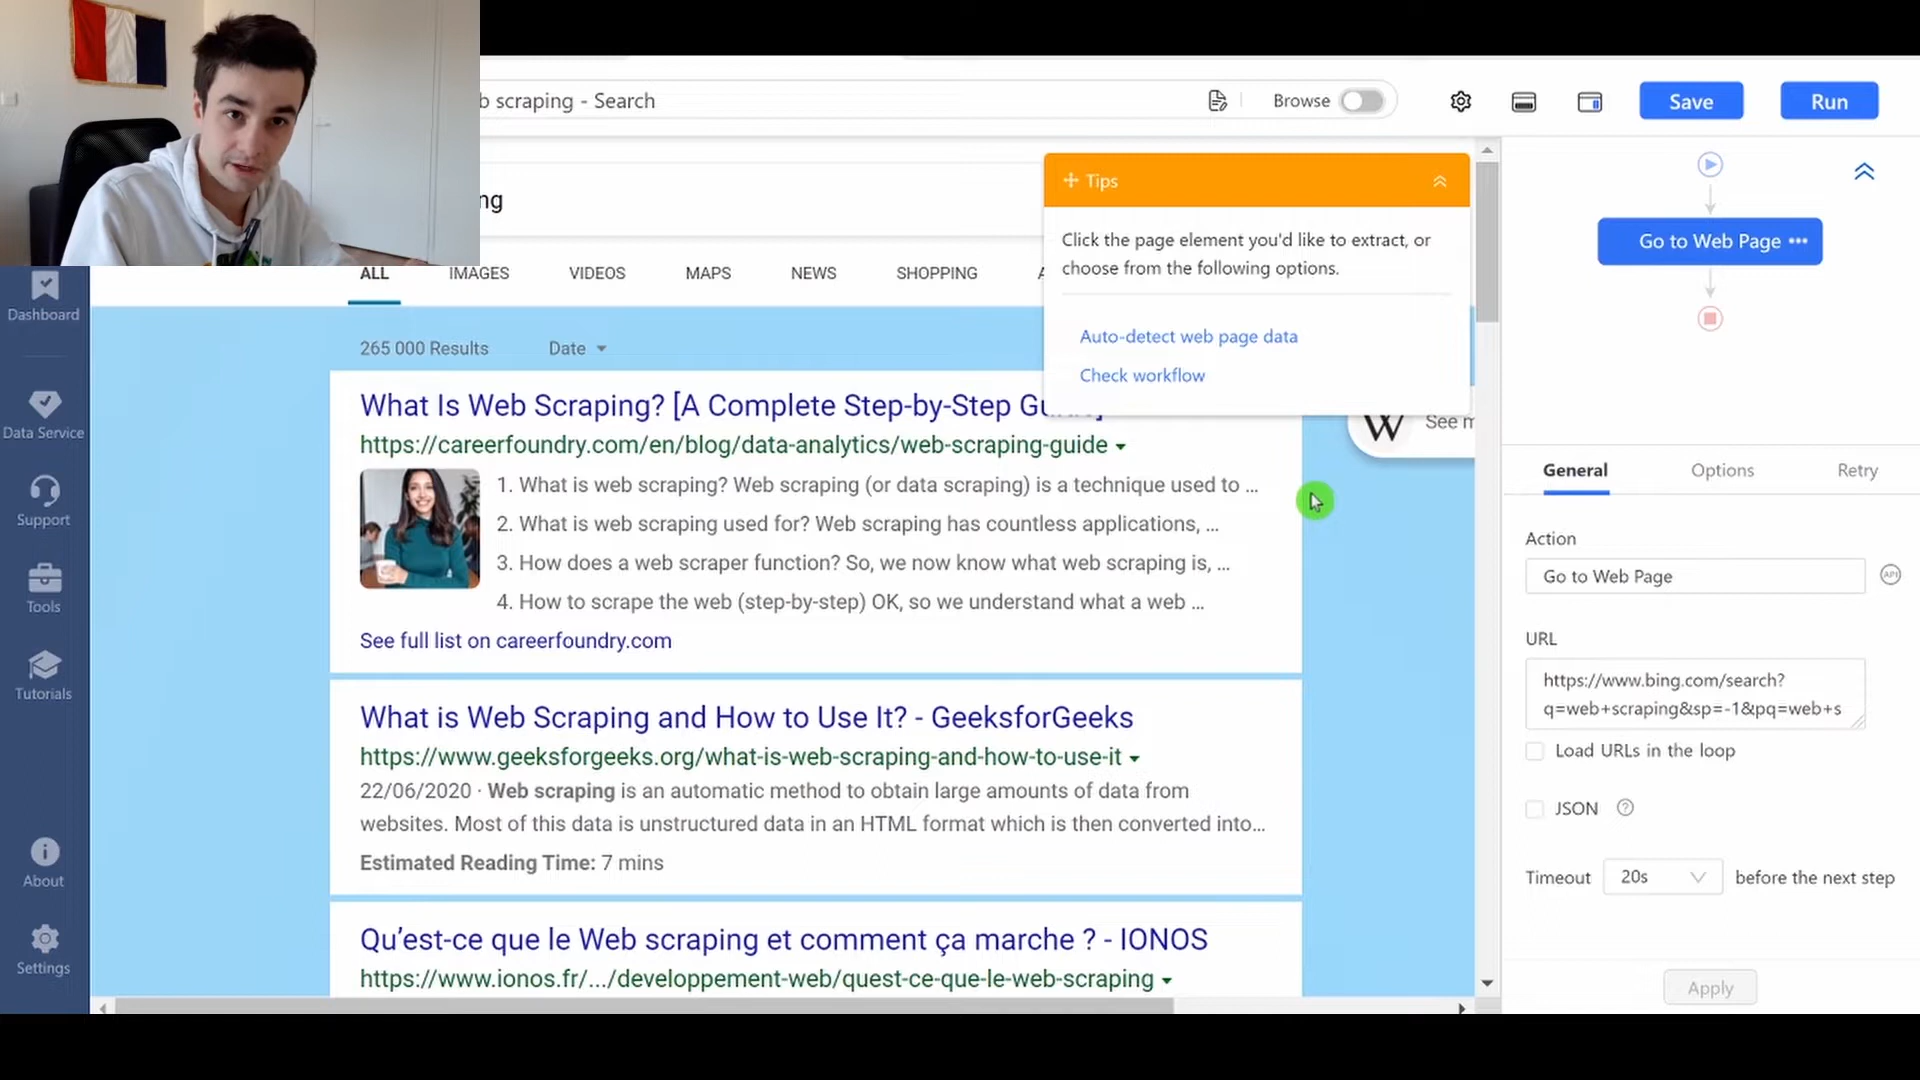 b scraping - Search
Browse
Save
Run
ng
Tips
Click the page element you'd like to extract, or
choose from the following options.
Auto-detect web page data
Check workflow
Go to Web Page
ALL
IMAGES
VIDEOS
MAPS
NEWS
SHOPPING
265 000 Results
Date
What Is Web Scraping? [A Complete Step-by-Step Guide]
https://careerfoundry.com/en/blog/data-analytics/web-scraping-guide
1. What is web scraping? Web scraping (or data scraping) is a technique used to ...
2. What is web scraping used for? Web scraping has countless applications, ...
3. How does a web scraper function? So, we now know what web scraping is, ...
4. How to scrape the web (step-by-step) OK, so we understand what a web ...
See full list on careerfoundry.com
W
See m
What is Web Scraping and How to Use It? - GeeksforGeeks
https://www.geeksforgeeks.org/what-is-web-scraping-and-how-to-use-it
22/06/2020 · Web scraping is an automatic method to obtain large amounts of data from
websites. Most of this data is unstructured data in an HTML format which is then converted into...
Estimated Reading Time: 7 mins
Qu’est-ce que le Web scraping et comment ça marche ? - IONOS
https://www.ionos.fr/.../developpement-web/quest-ce-que-le-web-scraping
Dashboard
Data Service
Support
Tools
Tutorials
About
Settings
General
Options
Retry
Action
Go to Web Page
API
URL
https://www.bing.com/search?
q=web+scraping&sp=-1&pq=web+s
Load URLs in the loop
JSON
Timeout
20s
before the next step
Apply